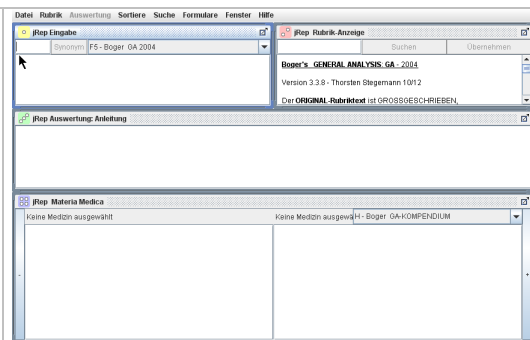 Datei Rubrik Auswertung Sortiere Suche Formulare Fenster Hilfe
jRep Eingabe
Synonym F5 - Boger GA 2004
jRep Rubrik-Anzeige
Suchen Übernehmen
Boger's GENERAL ANALYSIS: GA - 2004
Version 3.3.8 - Thorsten Stegemann 10/12
Der ORIGINAL-Rubriktext ist GROSSGESCHRIEBEN,
jRep Auswertung: Anleitung
jRep Materia Medica
Keine Medizin ausgewählt
Keine Medizin ausgewä H - Boger GA-KOMPENDIUM
- +